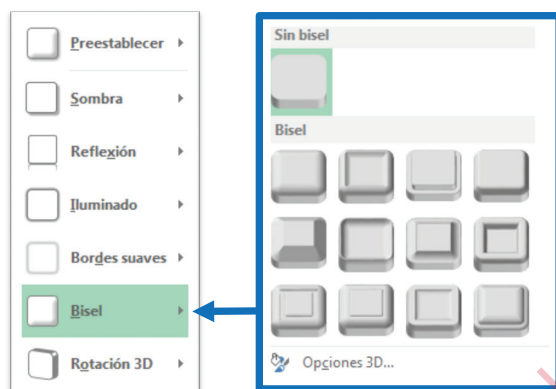 Preestablecer
Sombra
Reflexión
Iluminado
Bordes suaves
Bisel
Rotación 3D
Sin bisel
Bisel
Opciones 3D...